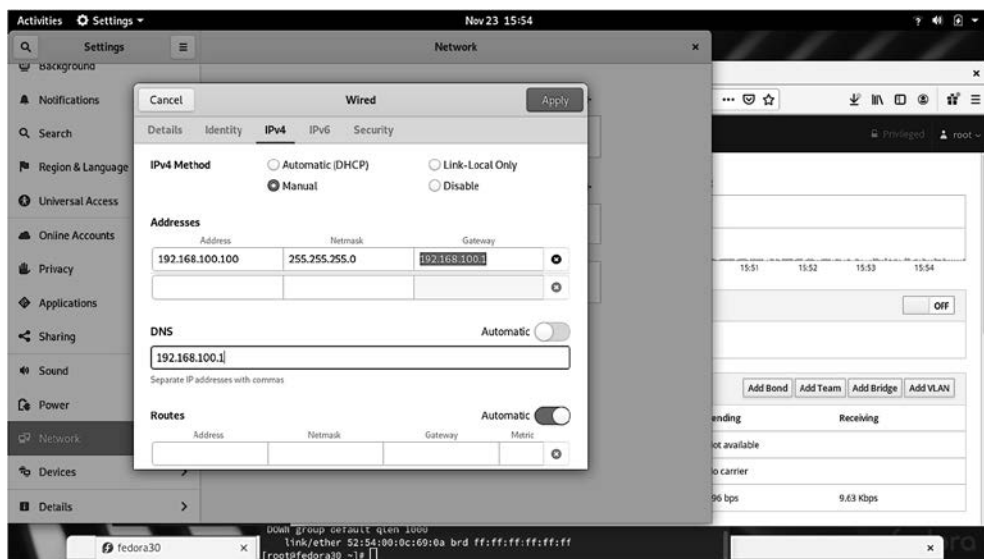 Activities Settings Nov 23 15:54
Settings Network
Background
Notifications
Search
Region & Language
Universal Access
Online Accounts
Privacy
Applications
Sharing
Sound
Power
Network
Devices
Details
Cancel Wired Apply
Details Identity IPv4 IPv6 Security
IPv4 Method Automatic (DHCP) Link-Local Only
Manual Disable
Addresses
Address Netmask Gateway
192.168.100.100 255.255.255.0 192.168.100.1
DNS Automatic
192.168.100.1
Separate IP addresses with commas
Routes Automatic
Address Netmask Gateway Metric
Privileged root
15:51 15:52 15:53 15:54
OFF
Add Bond Add Team Add Bridge Add VLAN
ending Receiving
ot available
o carrier
96 bps 9.63 Kbps
DOWN group default qlen 1000
link/ether 52:54:00:0c:69:0a brd ff:ff:ff:ff:ff:ff
[root@fedora30 ~]#
fedora30